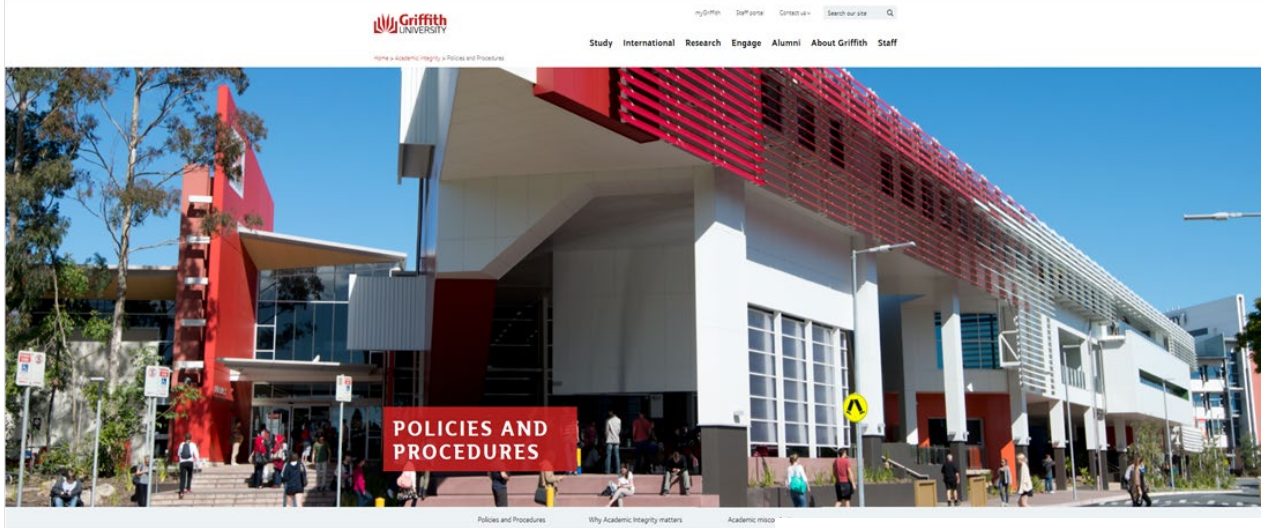 Griffith
UNIVERSITY
myGriffith Staff portal Contact us Search our site
Study International Research Engage Alumni About Griffith Staff
Home » Academic Integrity » Policies and Procedures
POLICIES AND
PROCEDURES
Policies and Procedures Why Academic Integrity matters Academic